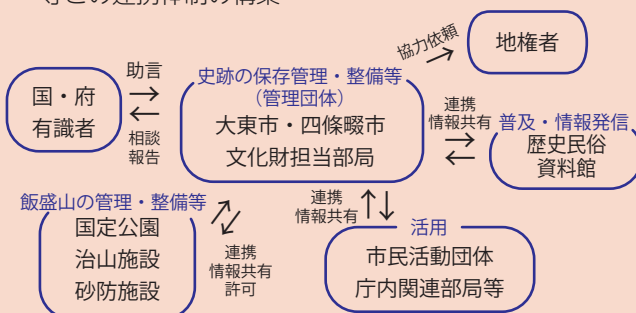 等との連携体制の構築
協力依頼
地権者
助言
国・府
有識者
相談
報告
史跡の保存管理・整備等
（管理団体）
大東市・四條畷市
文化財担当部局
連携
情報共有
普及・情報発信
歴史民俗
資料館
飯盛山の管理・整備等
国定公園
治山施設
砂防施設
連携
情報共有
許可
連携
情報共有
活用
市民活動団体
庁内関連部局等